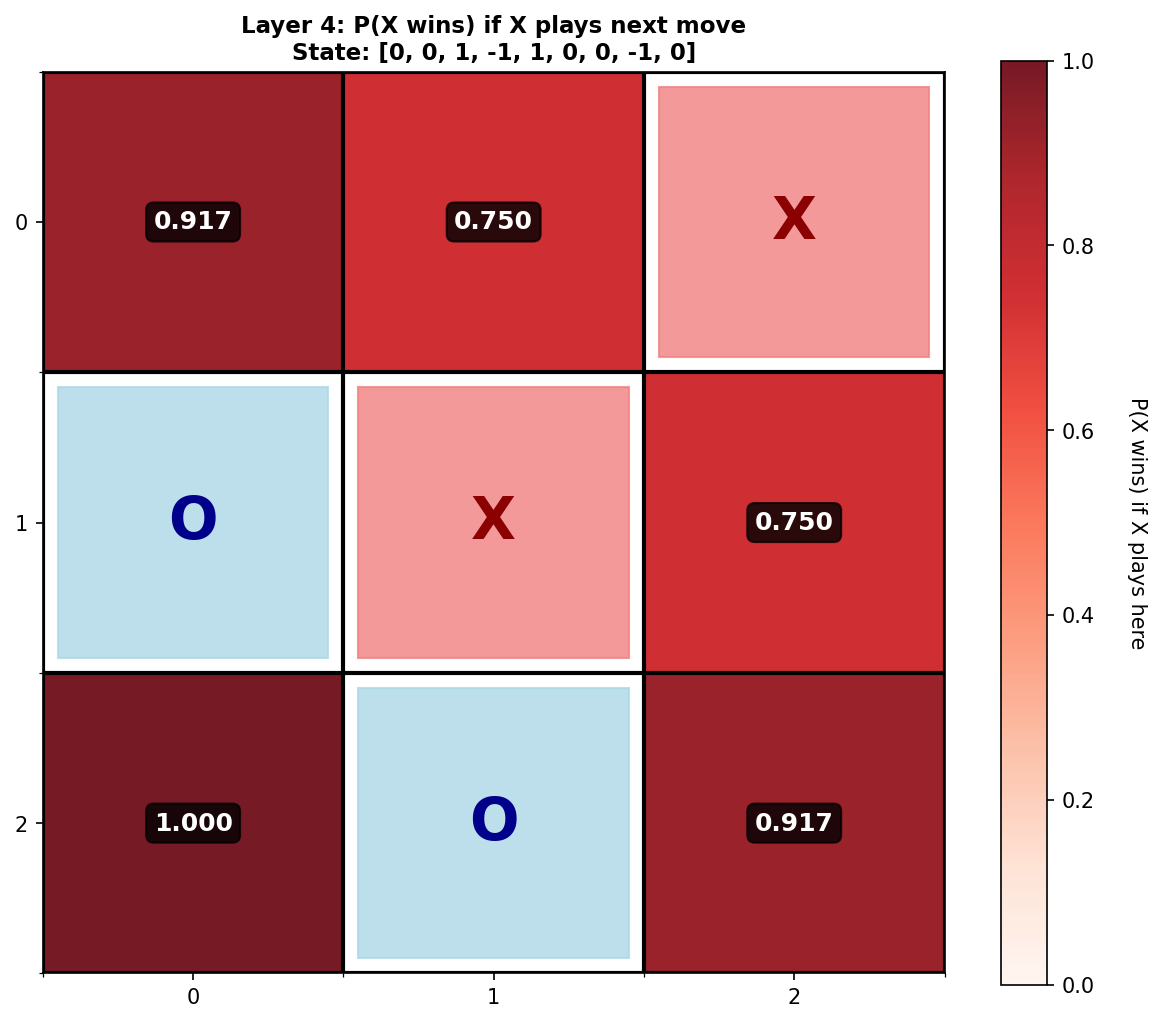 Layer 4: P(X wins) if X plays next move
State: [0, 0, 1, -1, 1, 0, 0, -1, 0]
1.0
0
0.917
0.750
X
0.8
0.6
P(X wins) if X plays here
1
O
X
0.750
0.4
0.2
2
1.000
O
0.917
0.0
0
1
2